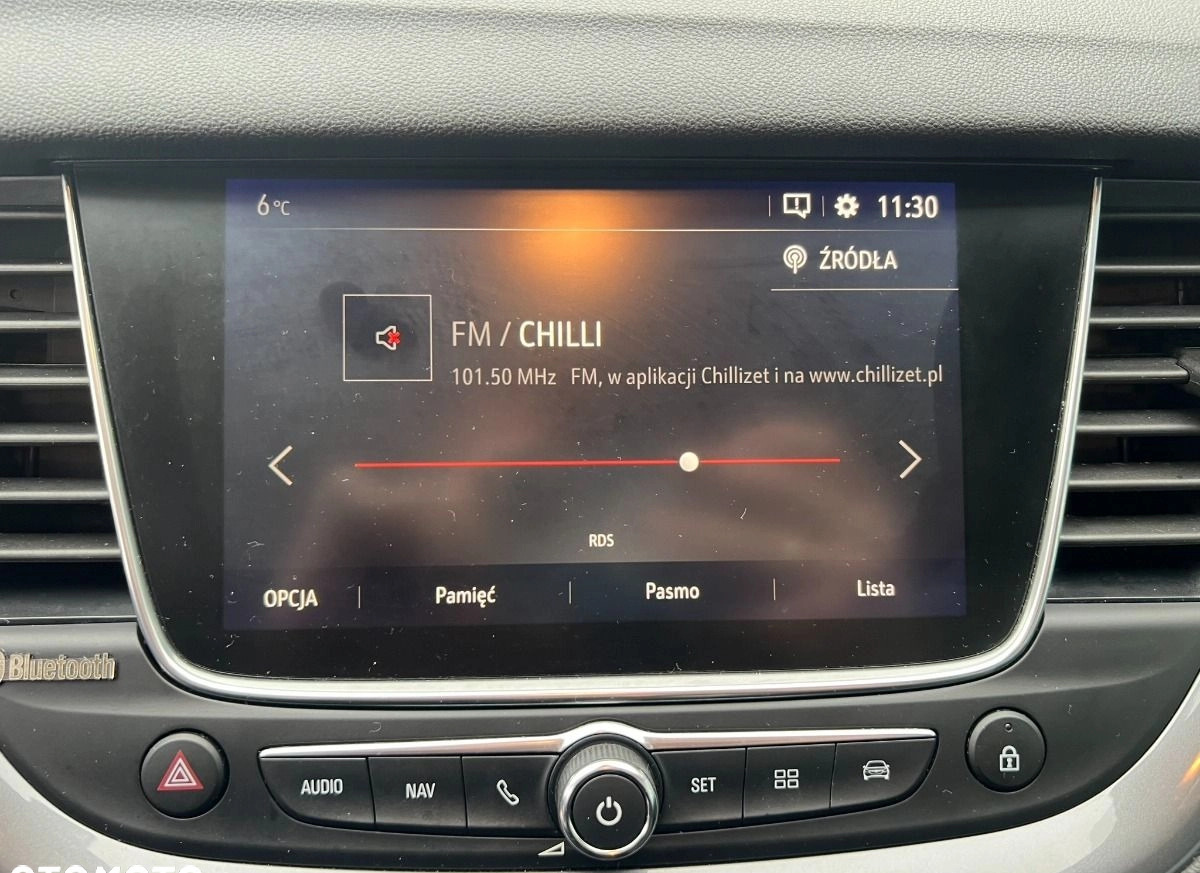 6 °C
11:30
ŹRÓDŁA
FM / CHILLI
101.50 MHz FM, w aplikacji Chillizet i na www.chillizet.pl
RDS
OPCJA | Pamięć | Pasmo | Lista
Bluetooth
AUDIO NAV SET
OTOMOTO